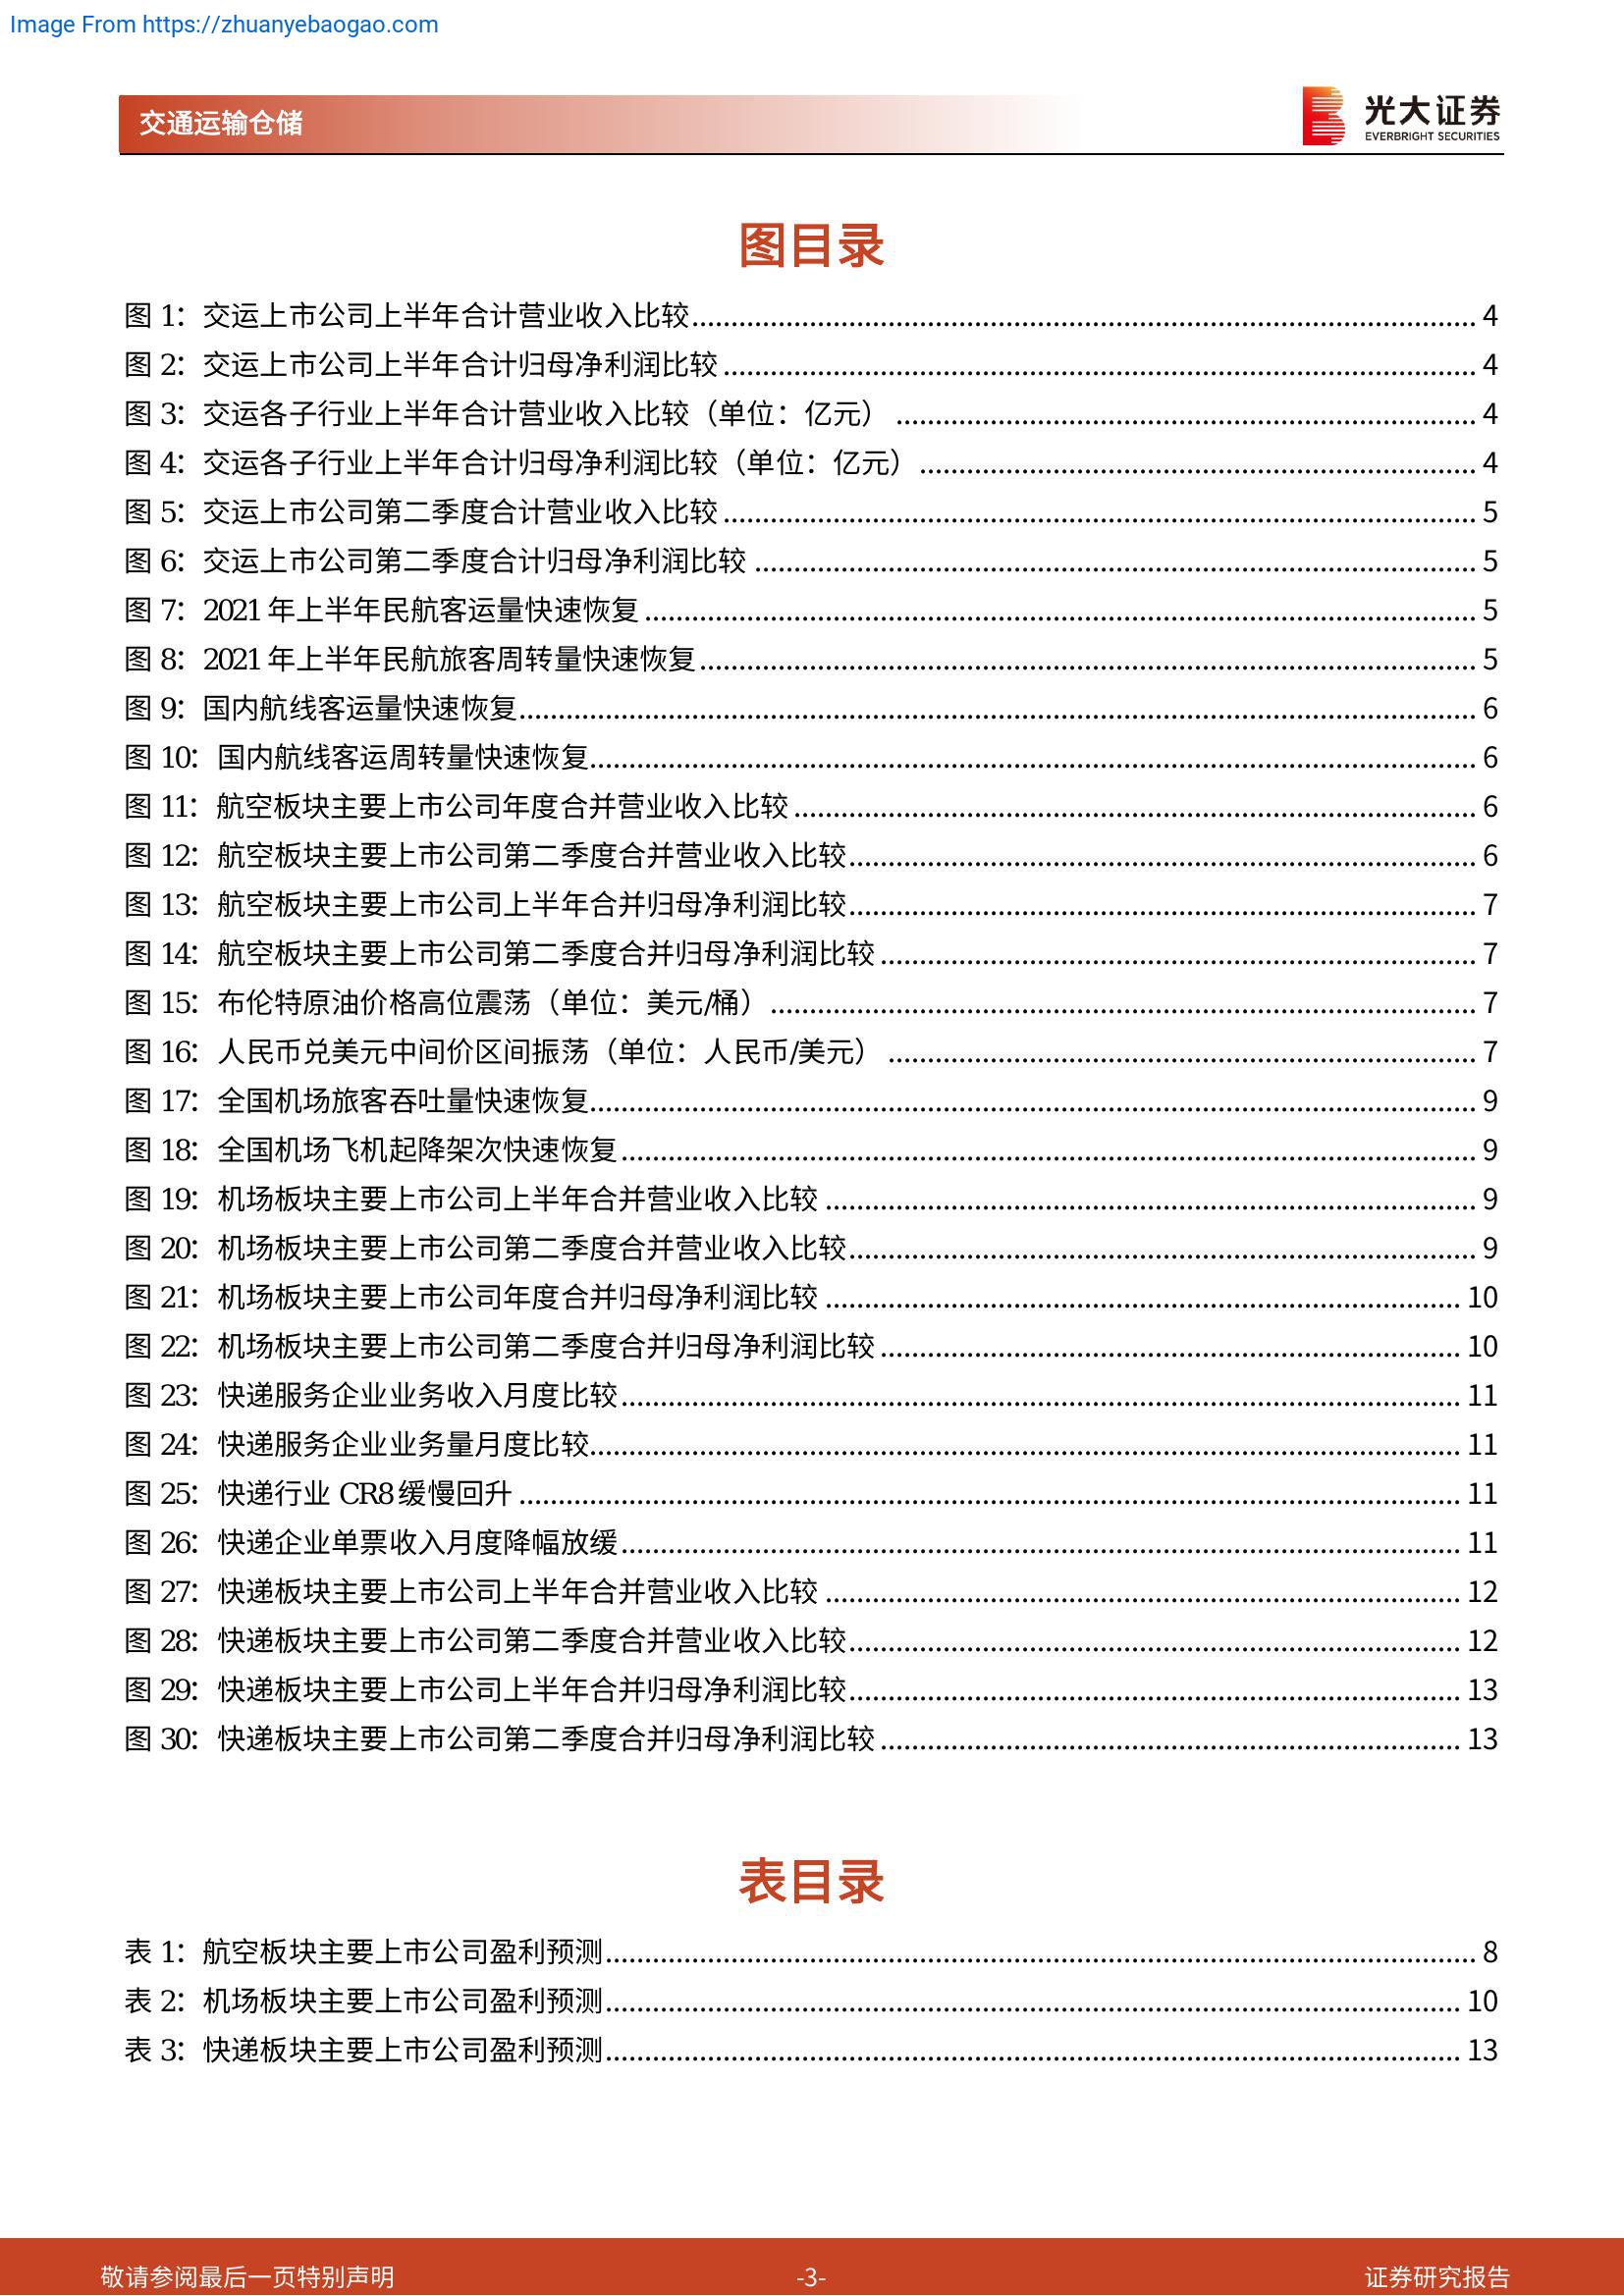 Image From https://zhuanyebaogao.com
交通运输仓储
光大证券
EVERBRIGHT SECURITIES
图目录
图 1：交运上市公司上半年合计营业收入比较 4
图 2：交运上市公司上半年合计归母净利润比较 4
图 3：交运各子行业上半年合计营业收入比较（单位：亿元） 4
图 4：交运各子行业上半年合计归母净利润比较（单位：亿元） 4
图 5：交运上市公司第二季度合计营业收入比较 5
图 6：交运上市公司第二季度合计归母净利润比较 5
图 7：2021 年上半年民航客运量快速恢复 5
图 8：2021 年上半年民航旅客周转量快速恢复 5
图 9：国内航线客运量快速恢复 6
图 10：国内航线客运周转量快速恢复 6
图 11：航空板块主要上市公司年度合并营业收入比较 6
图 12：航空板块主要上市公司第二季度合并营业收入比较 6
图 13：航空板块主要上市公司上半年合并归母净利润比较 7
图 14：航空板块主要上市公司第二季度合并归母净利润比较 7
图 15：布伦特原油价格高位震荡（单位：美元/桶） 7
图 16：人民币兑美元中间价区间振荡（单位：人民币/美元） 7
图 17：全国机场旅客吞吐量快速恢复 9
图 18：全国机场飞机起降架次快速恢复 9
图 19：机场板块主要上市公司上半年合并营业收入比较 9
图 20：机场板块主要上市公司第二季度合并营业收入比较 9
图 21：机场板块主要上市公司年度合并归母净利润比较 10
图 22：机场板块主要上市公司第二季度合并归母净利润比较 10
图 23：快递服务企业业务收入月度比较 11
图 24：快递服务企业业务量月度比较 11
图 25：快递行业 CR8 缓慢回升 11
图 26：快递企业单票收入月度降幅放缓 11
图 27：快递板块主要上市公司上半年合并营业收入比较 12
图 28：快递板块主要上市公司第二季度合并营业收入比较 12
图 29：快递板块主要上市公司上半年合并归母净利润比较 13
图 30：快递板块主要上市公司第二季度合并归母净利润比较 13
表目录
表 1：航空板块主要上市公司盈利预测 8
表 2：机场板块主要上市公司盈利预测 10
表 3：快递板块主要上市公司盈利预测 13
敬请参阅最后一页特别声明 -3- 证券研究报告